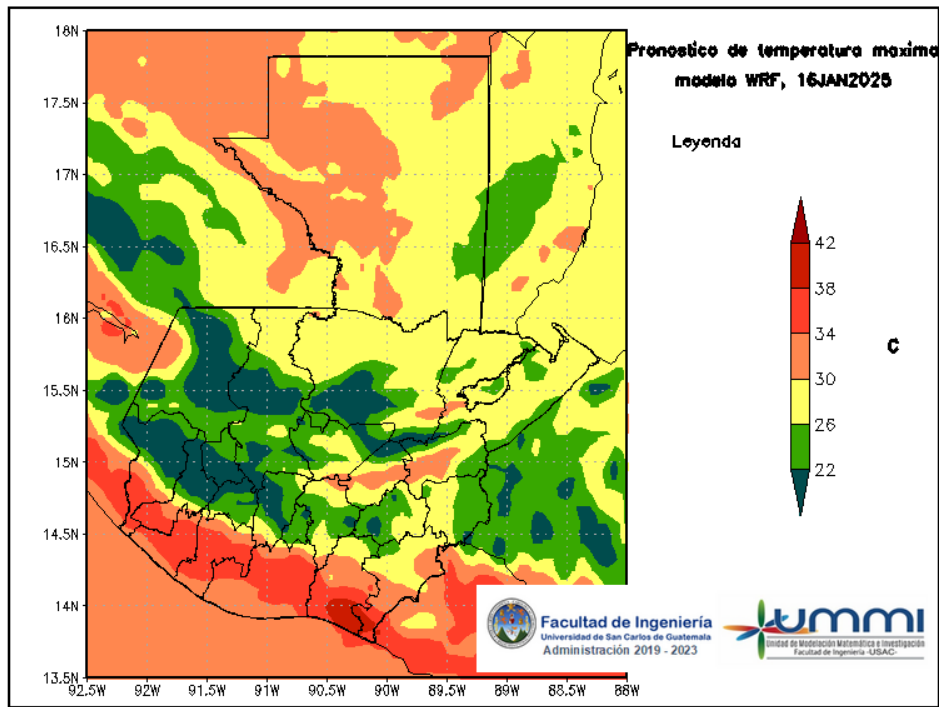 Pronostico de temperatura maxima
modelo WRF, 16JAN2025
Leyenda
18N
17.5N
17N
16.5N
16N
15.5N
15N
14.5N
14N
13.5N
92.5W
92W
91.5W
91W
90.5W
90W
89.5W
89W
88.5W
88W
42
38
34
30
26
22
C
Facultad de Ingeniería
Universidad de San Carlos de Guatemala
Administración 2019 - 2023
UMMI
Unidad de Modelación Matemática e Investigación
Facultad de Ingeniería -USAC-